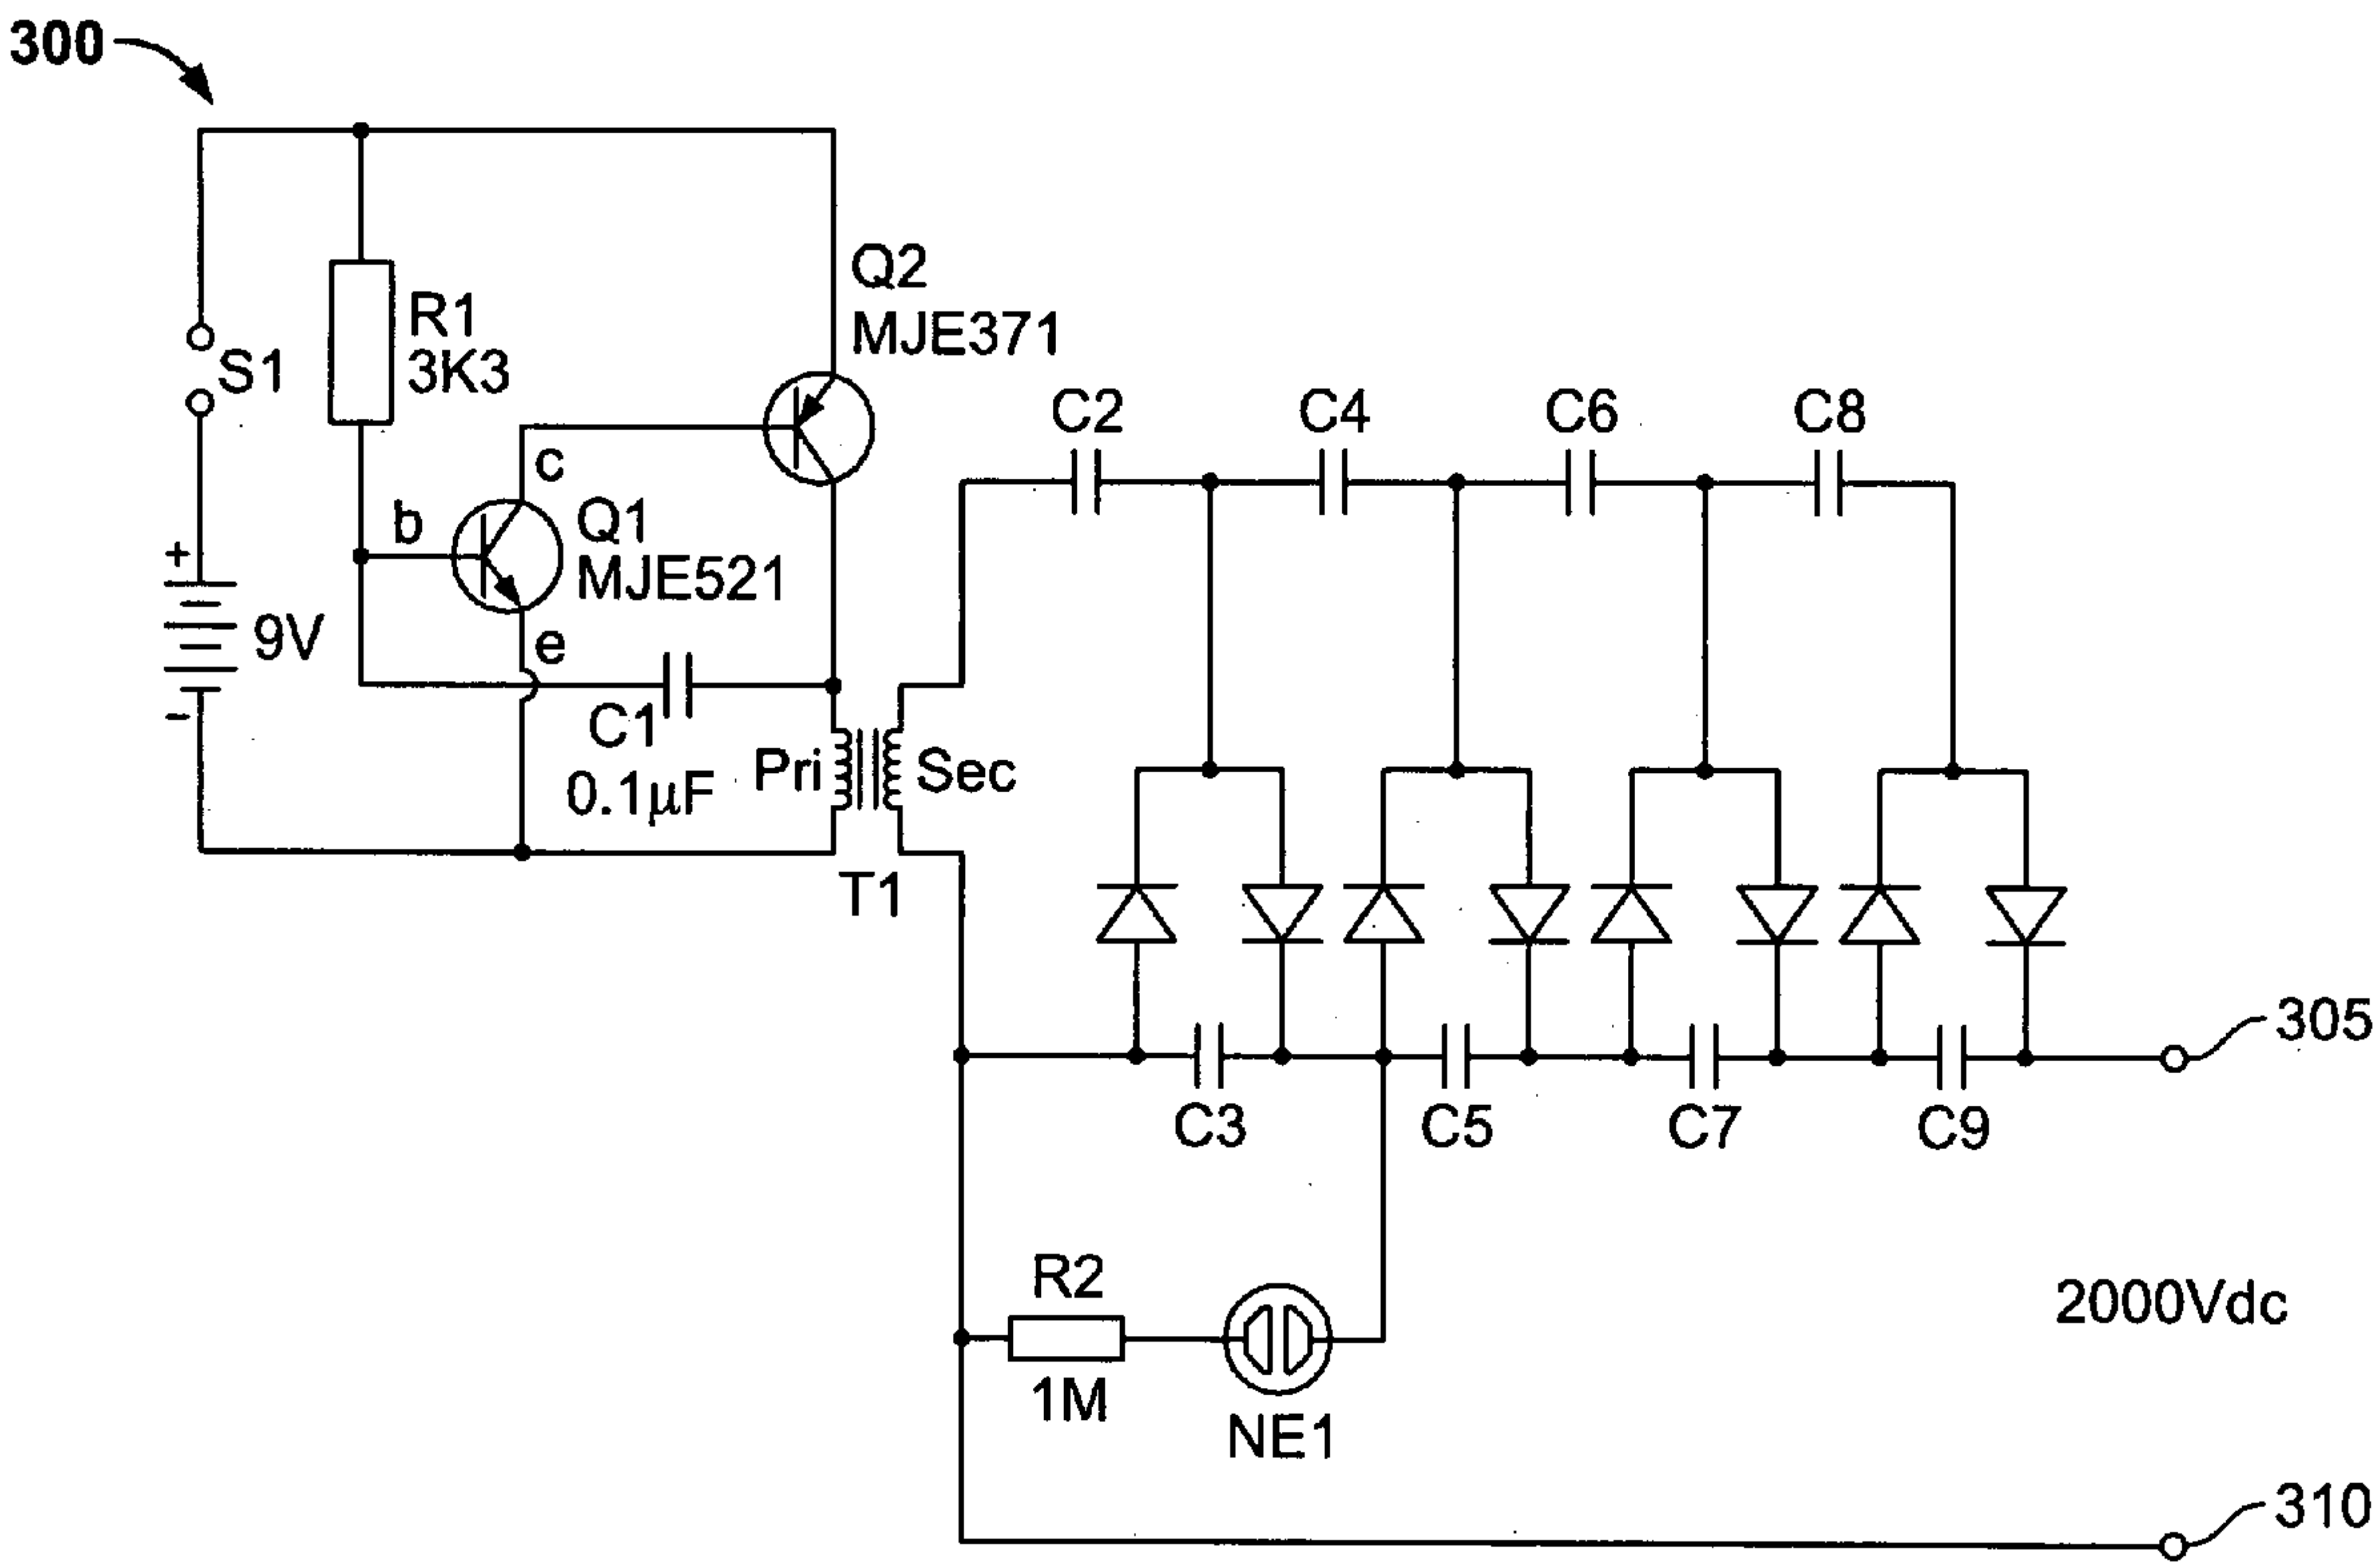 300
Q2
MJE371
R1
3K3
S1
C2
C4
C6
C8
c
b
Q1
MJE521
+
9V
e
-
C1
0.1μF
Pri
Sec
T1
305
C3
C5
C7
C9
R2
1M
NE1
2000Vdc
310